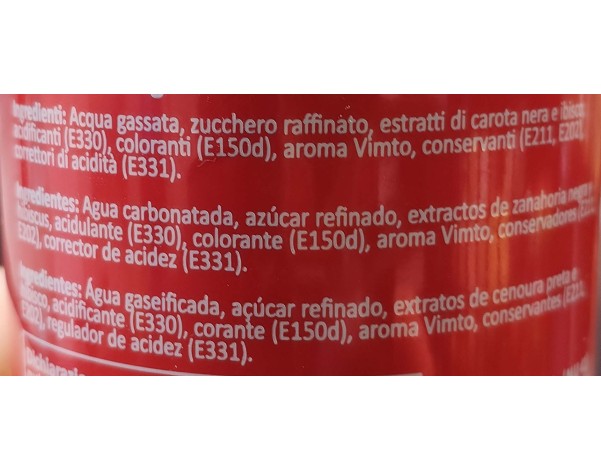 Ingredienti: Acqua gassata, zucchero raffinato, estratti di carota nera e ibisco,
acidificanti (E330), coloranti (E150d), aroma Vimto, conservanti (E211, E202),
correttori di acidità (E331).
Ingredientes: Agua carbonatada, azúcar refinado, extractos de zanahoria negra e
hibiscus, acidulante (E330), colorante (E150d), aroma Vimto, conservadores (E211,
E202), corrector de acidez (E331).
Ingredientes: Água gaseificada, açúcar refinado, extratos de cenoura preta e
hibisco, acidificante (E330), corante (E150d), aroma Vimto, conservantes (E211,
E202), regulador de acidez (E331).